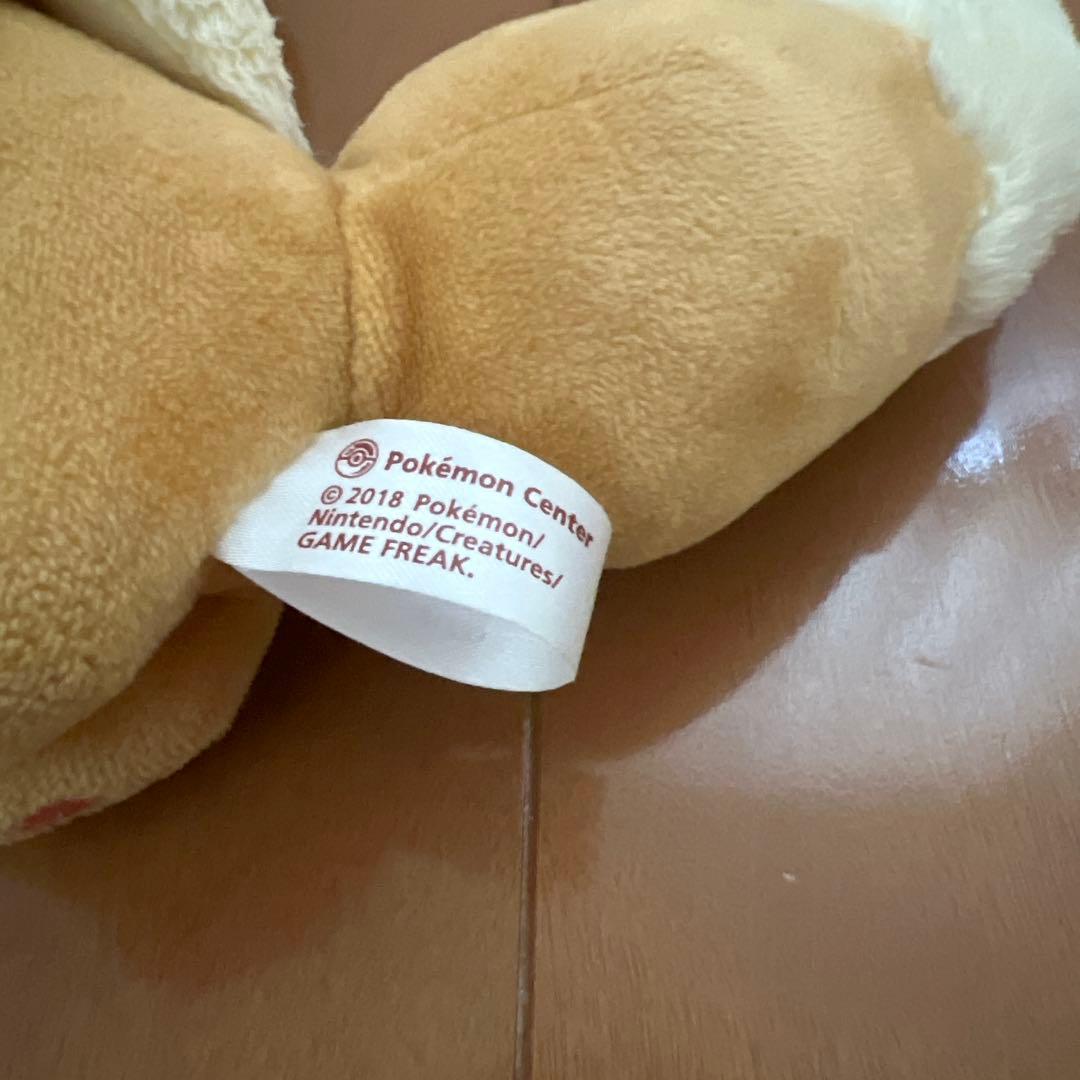 Pokémon Center
© 2018 Pokémon/
Nintendo/Creatures/
GAME FREAK.